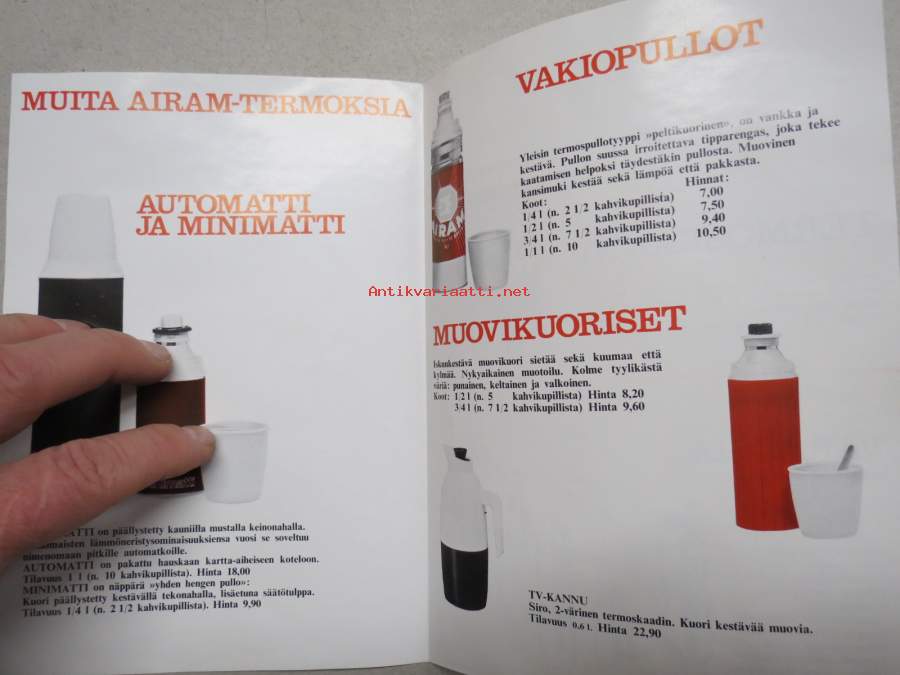 MUITA AIRAM-TERMOKSIA
AUTOMATTI
JA MINIMATTI
on päällystetty kauniilla mustalla keinonahalla.
lämmöneristysominaisuuksiensa vuosi se soveltuu
nimenomaan pitkille automatkoille.
AUTOMATTI on pakattu hauskaan kartta-aiheiseen koteloon.
Tilavuus 1 l (n. 10 kahvikupillista). Hinta 18,00
MINIMATTI on näppärä »yhden hengen pullo»:
Kuori päällystetty kestävällä tekonahalla, lisäetuna säätötulppa.
Tilavuus 1/4 l (n. 2 1/2 kahvikupillista). Hinta 9,90
VAKIOPULLOT
Yleisin termospullotyyppi »peltikuorinen», on vankka ja
kestävä. Pullon suussa irroitettava tipparengas, joka tekee
kaatamisen helpoksi täydestäkin pullosta. Muovinen
kansimuki kestää sekä lämpöä että pakkasta.
Koot: Hinnat:
1/4 l (n. 2 1/2 kahvikupillista) 7,00
1/2 l (n. 5 kahvikupillista) 7,50
3/4 l (n. 7 1/2 kahvikupillista) 9,40
1/1 l (n. 10 kahvikupillista) 10,50
AIRAM
Antikvariaatti.net
MUOVIKUORISET
Iskunkestävä muovikuori sietää sekä kuumaa että
kylmää. Nykyaikainen muotoilu. Kolme tyylikästä
väriä: punainen, keltainen ja valkoinen.
Koot: 1/2 l (n. 5 kahvikupillista) Hinta 8,20
3/4 l (n. 7 1/2 kahvikupillista) Hinta 9,60
TV-KANNU
Siro, 2-värinen termoskaadin. Kuori kestävää muovia.
Tilavuus 0,6 l. Hinta 22,90